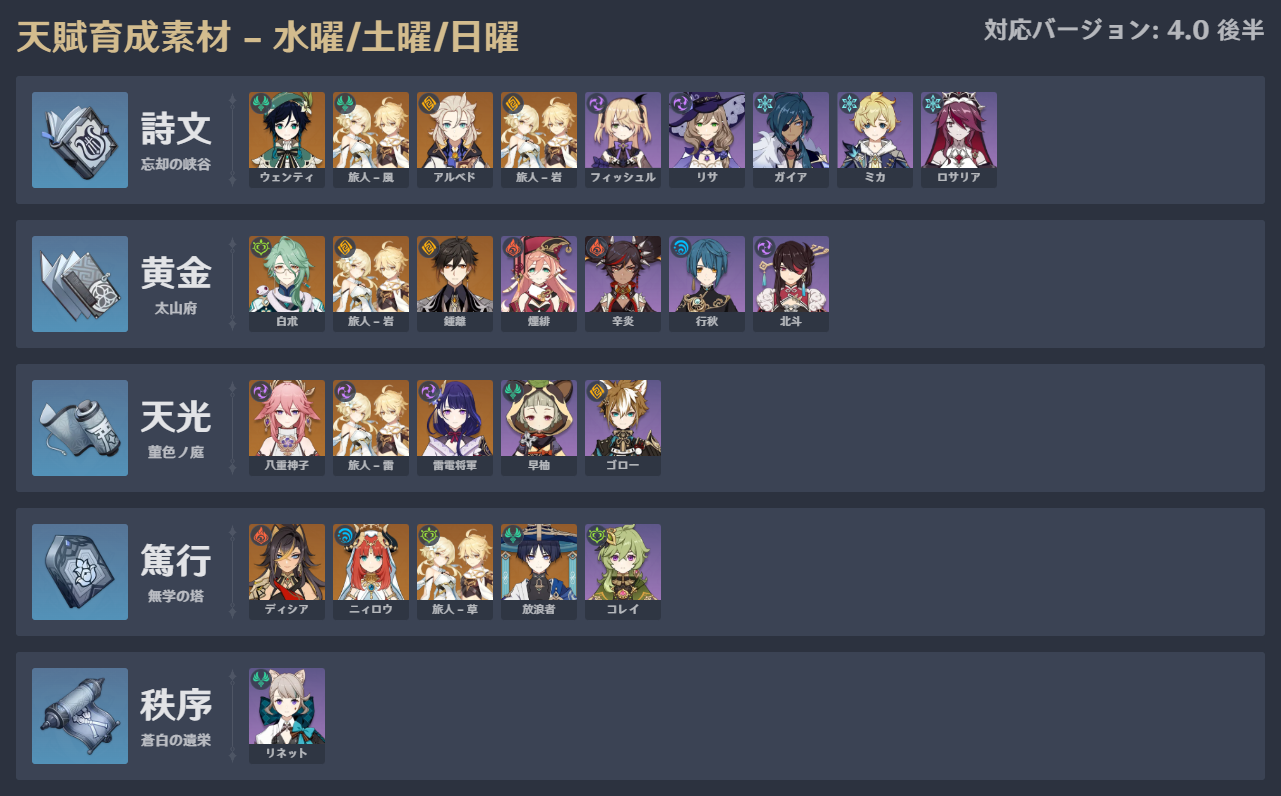 天賦育成素材 – 水曜/土曜/日曜
対応バージョン: 4.0 後半
詩文
忘却の峡谷
ウェンティ
旅人 – 風
アルベド
旅人 – 岩
フィッシュル
リサ
ガイア
ミカ
ロサリア
黄金
太山府
白朮
旅人 – 岩
鍾離
煙緋
辛炎
行秋
北斗
天光
菫色ノ庭
八重神子
旅人 – 雷
雷電将軍
早柚
ゴロー
篤行
無学の塔
ディシア
ニィロウ
旅人 – 草
放浪者
コレイ
秩序
蒼白の遺栄
リネット